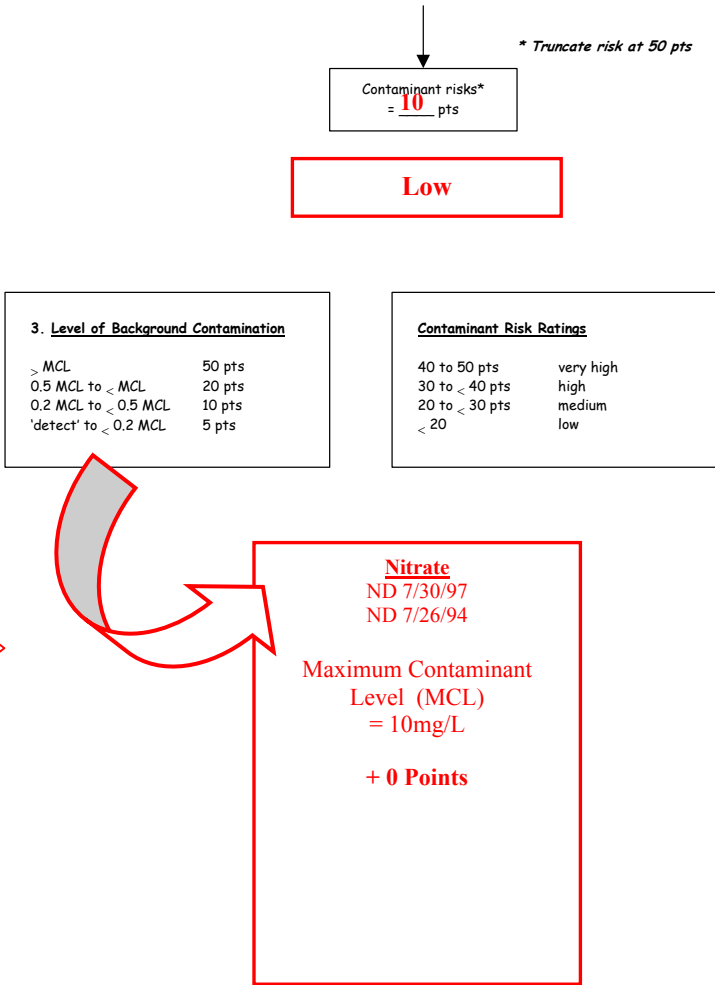 * Truncate risk at 50 pts
Contaminant risks*
= 10 pts
Low
3. Level of Background Contamination
> MCL 50 pts
0.5 MCL to < MCL 20 pts
0.2 MCL to < 0.5 MCL 10 pts
‘detect’ to < 0.2 MCL 5 pts
Contaminant Risk Ratings
40 to 50 pts very high
30 to < 40 pts high
20 to < 30 pts medium
< 20 low
Nitrate
ND 7/30/97
ND 7/26/94
Maximum Contaminant
Level (MCL)
= 10mg/L
+ 0 Points